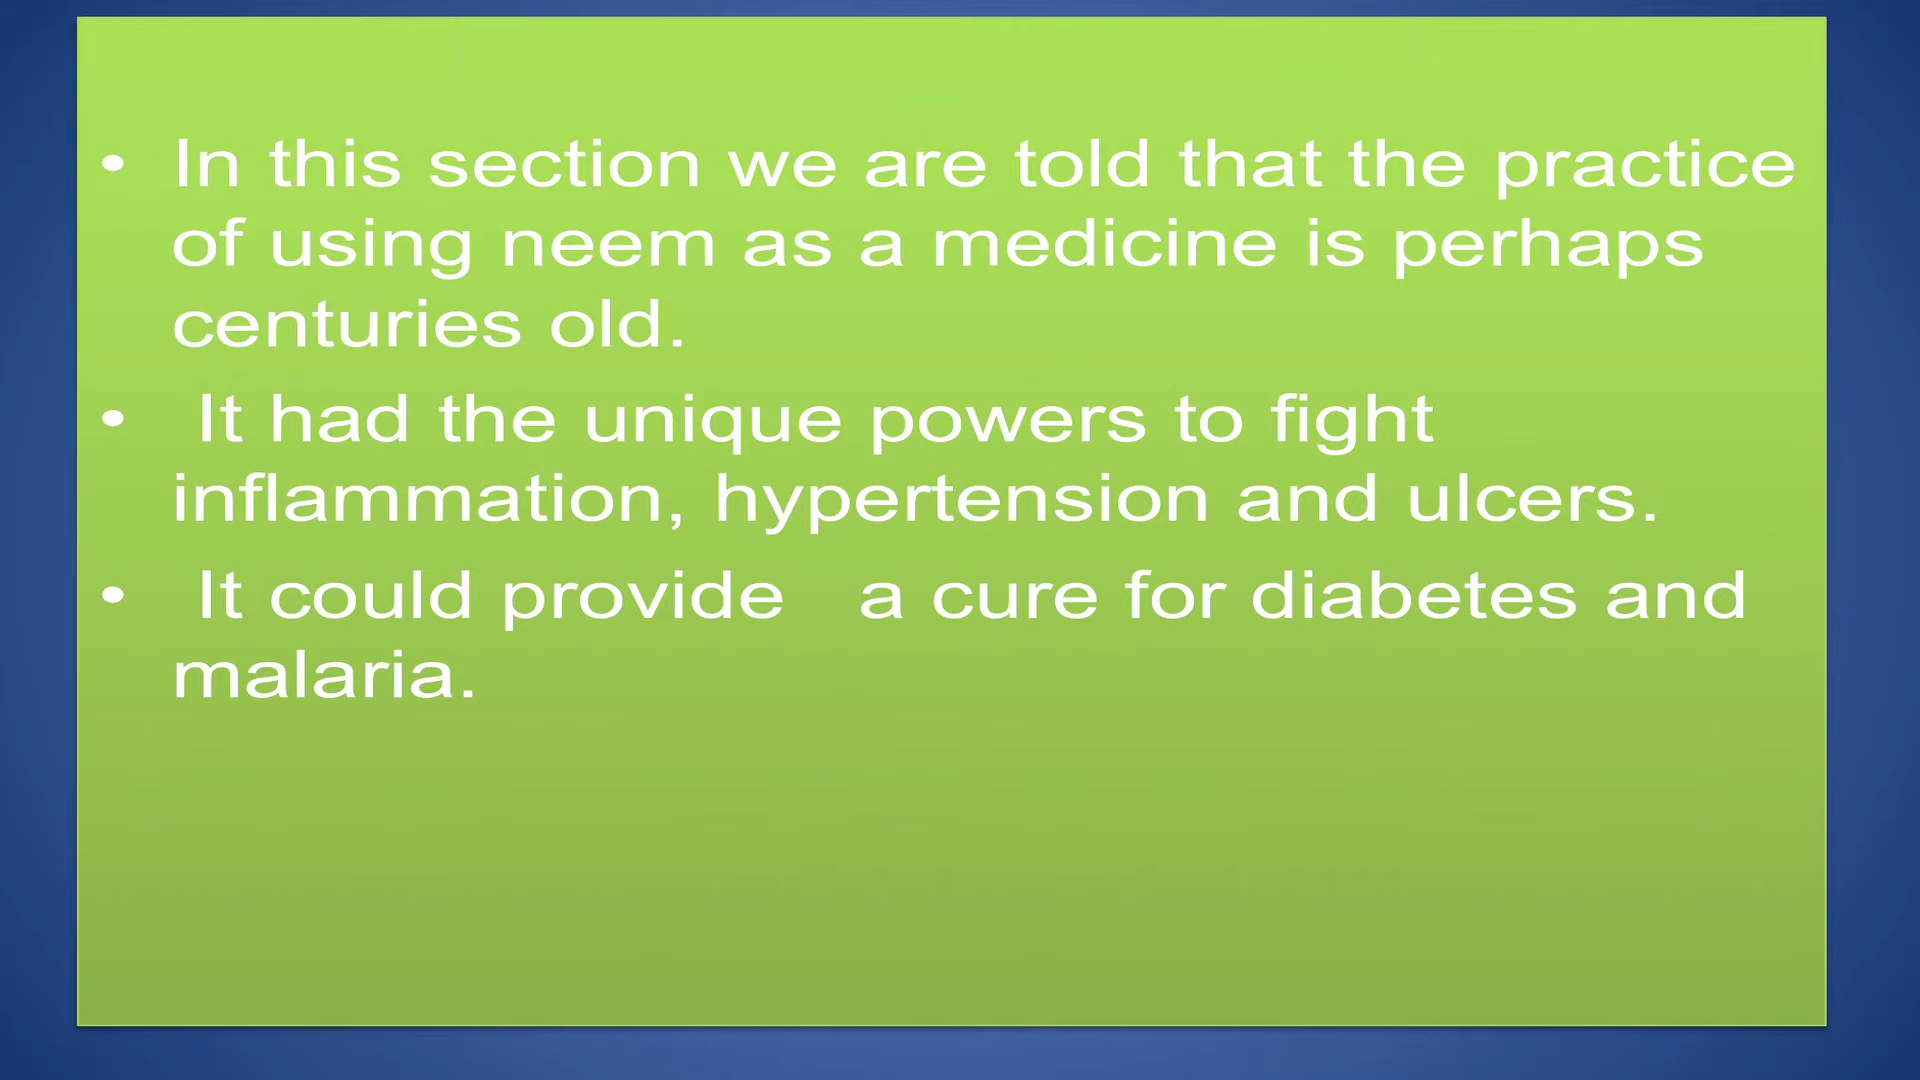 • In this section we are told that the practice
of using neem as a medicine is perhaps
centuries old.
• It had the unique powers to fight
inflammation, hypertension and ulcers.
• It could provide a cure for diabetes and
malaria.